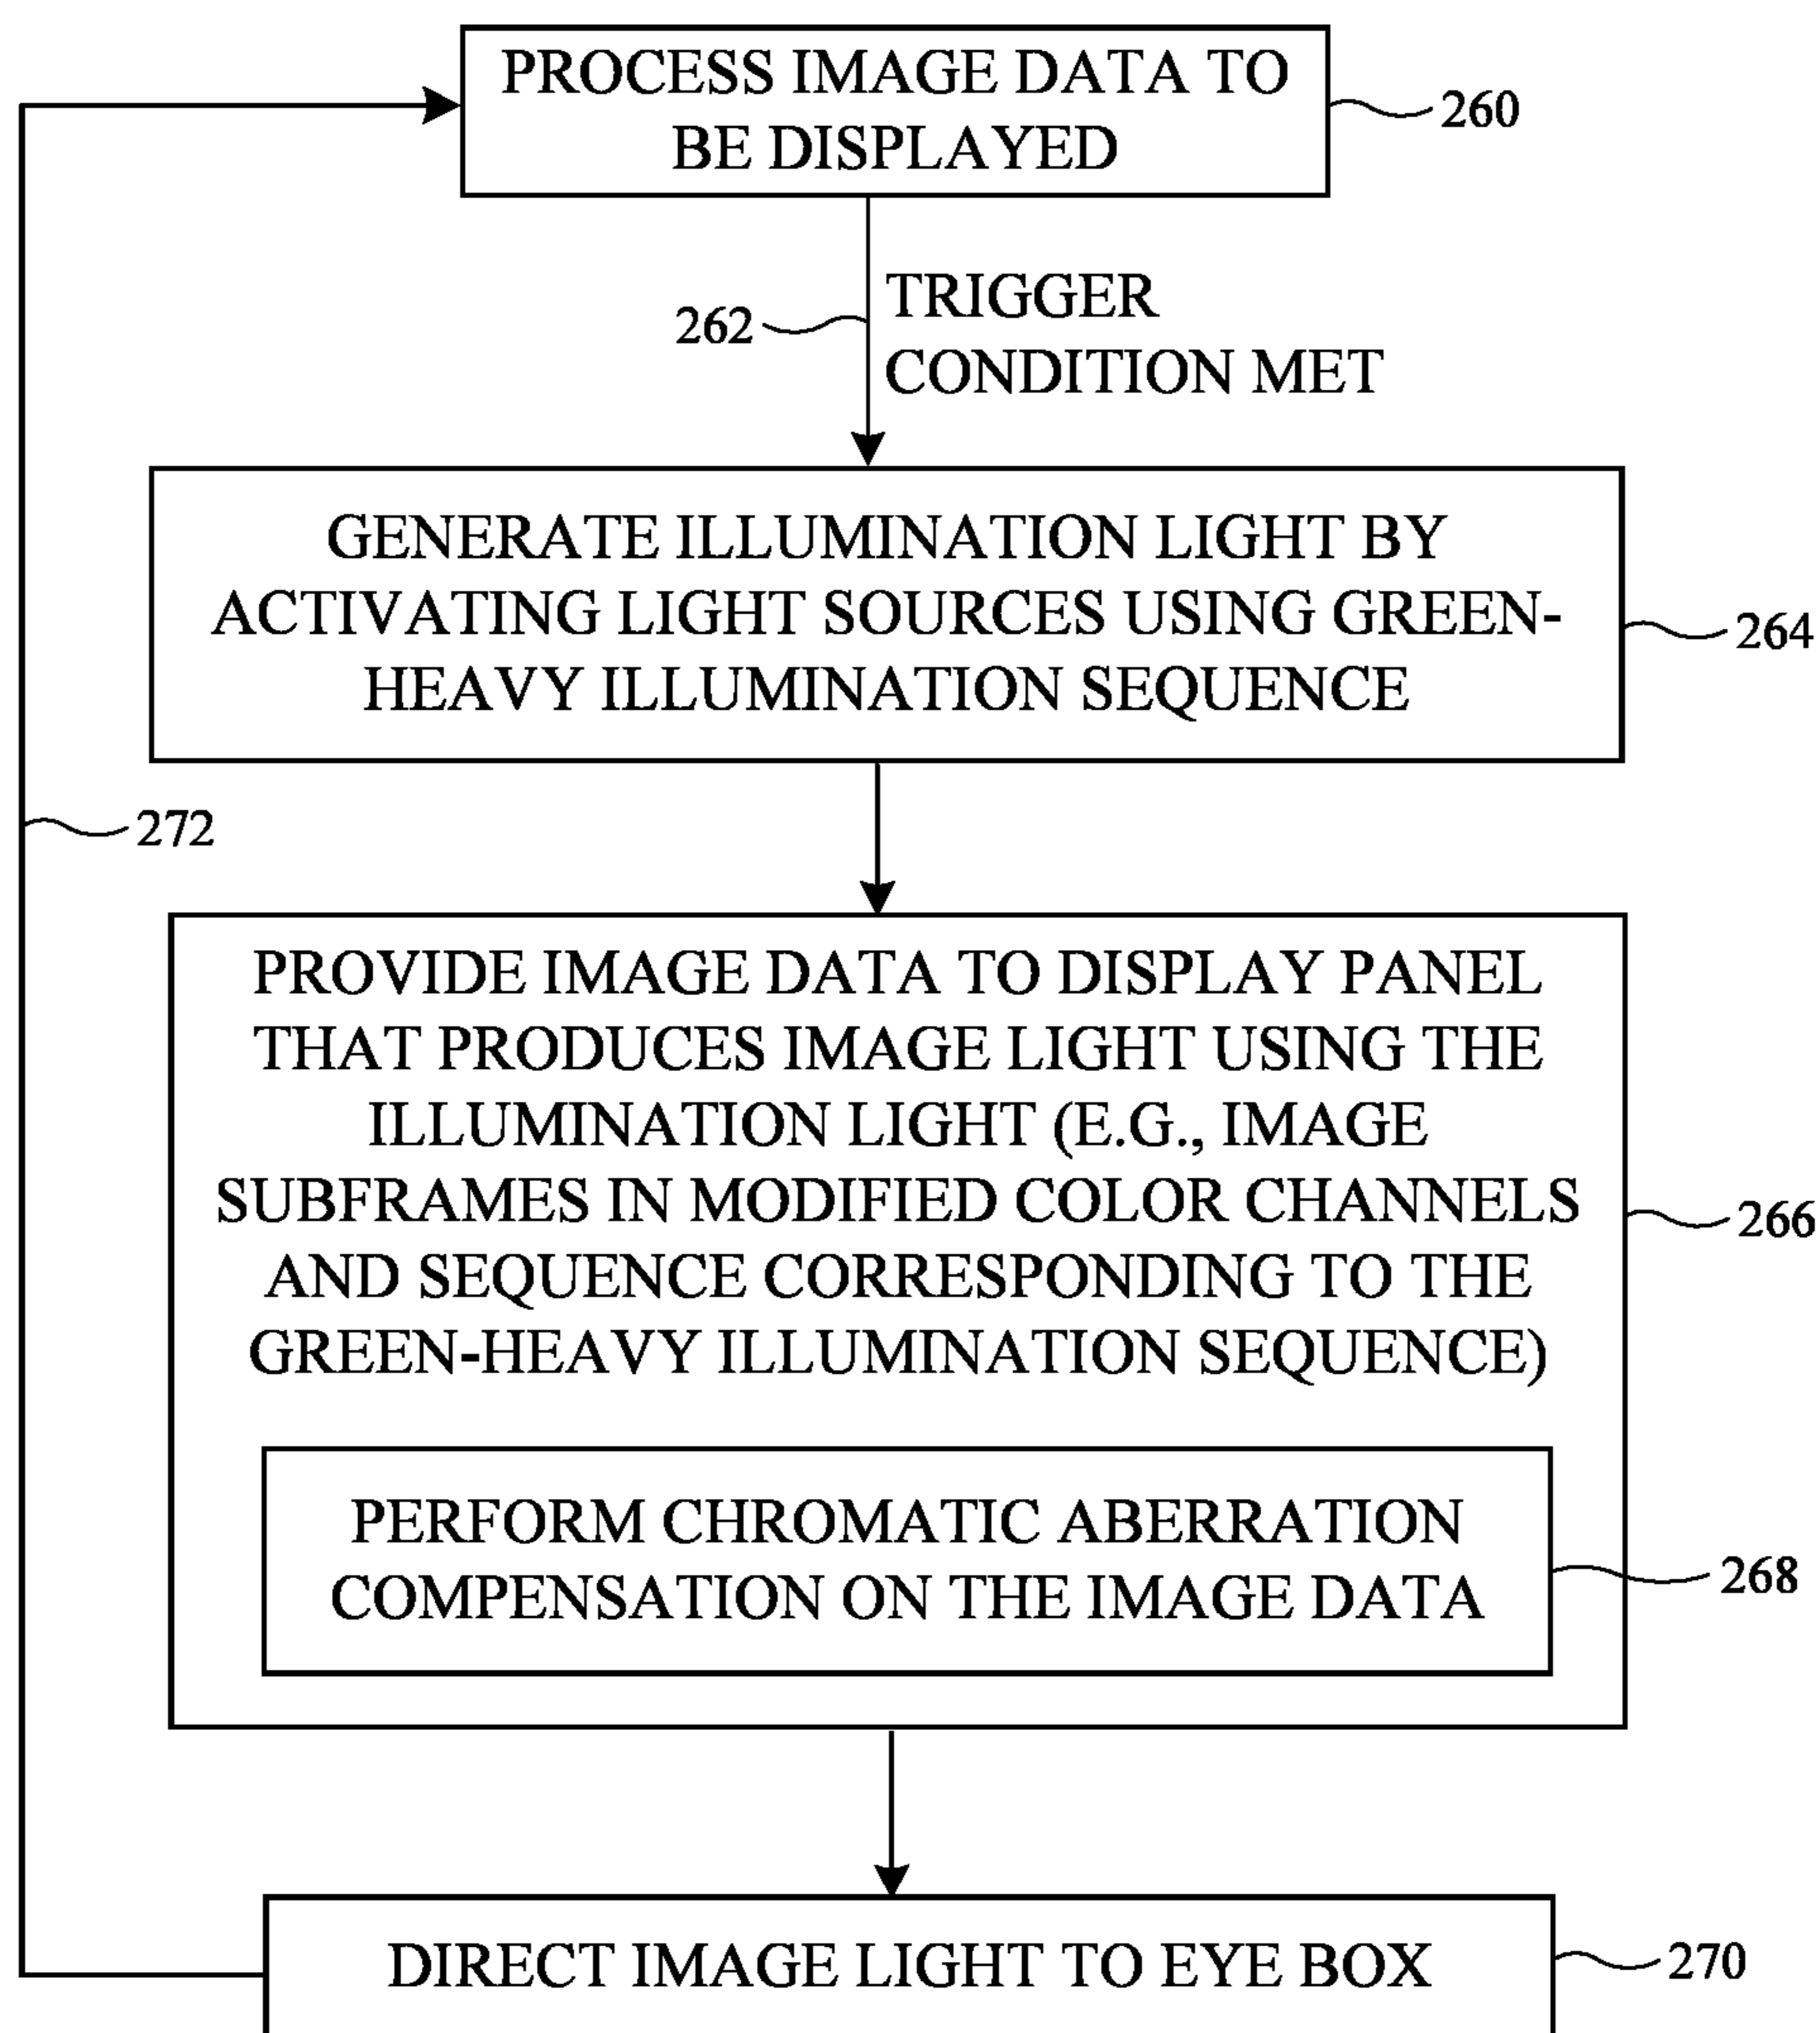 PROCESS IMAGE DATA TO
BE DISPLAYED
260
262
TRIGGER
CONDITION MET
GENERATE ILLUMINATION LIGHT BY
ACTIVATING LIGHT SOURCES USING GREEN-
HEAVY ILLUMINATION SEQUENCE
264
272
PROVIDE IMAGE DATA TO DISPLAY PANEL
THAT PRODUCES IMAGE LIGHT USING THE
ILLUMINATION LIGHT (E.G., IMAGE
SUBFRAMES IN MODIFIED COLOR CHANNELS
AND SEQUENCE CORRESPONDING TO THE
GREEN-HEAVY ILLUMINATION SEQUENCE)
266
PERFORM CHROMATIC ABERRATION
COMPENSATION ON THE IMAGE DATA
268
DIRECT IMAGE LIGHT TO EYE BOX
270